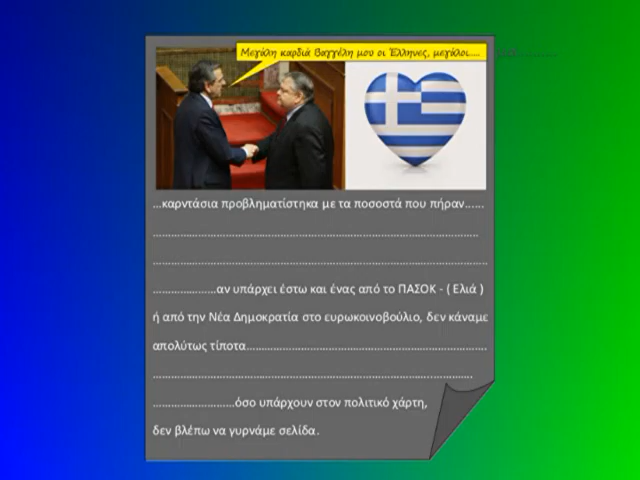 Μεγάλη καρδιά Βαγγέλη μου οι Έλληνες, μεγάλοι....
...καρντάσια προβληματίστηκα με τα ποσοστά που πήραν......
..................αν υπάρχει έστω και ένας από το ΠΑΣΟΚ - ( Ελιά )
ή από την Νέα Δημοκρατία στο ευρωκοινοβούλιο, δεν κάναμε
απολύτως τίποτα..............................................................................
..........................όσο υπάρχουν στον πολιτικό χάρτη,
δεν βλέπω να γυρνάμε σελίδα.